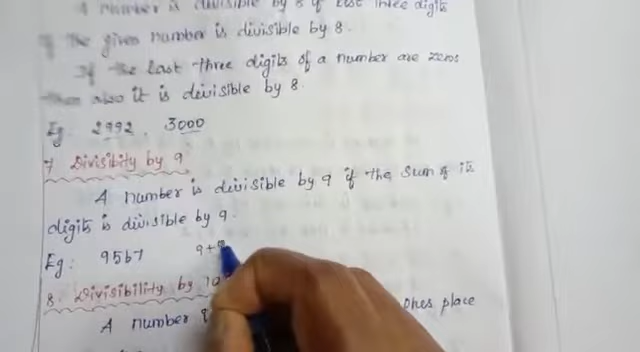 A number is divisible by 8 if last three digits
of the given number is divisible by 8.
If the last three digits of a number are zeros
then also it is divisible by 8.
Eg: 2992, 3000
7 Divisibity by 9
A number is divisible by 9 if the sum of its
digits is divisible by 9.
Eg: 9567 9+
8. Divisibility by 10
A number ones place